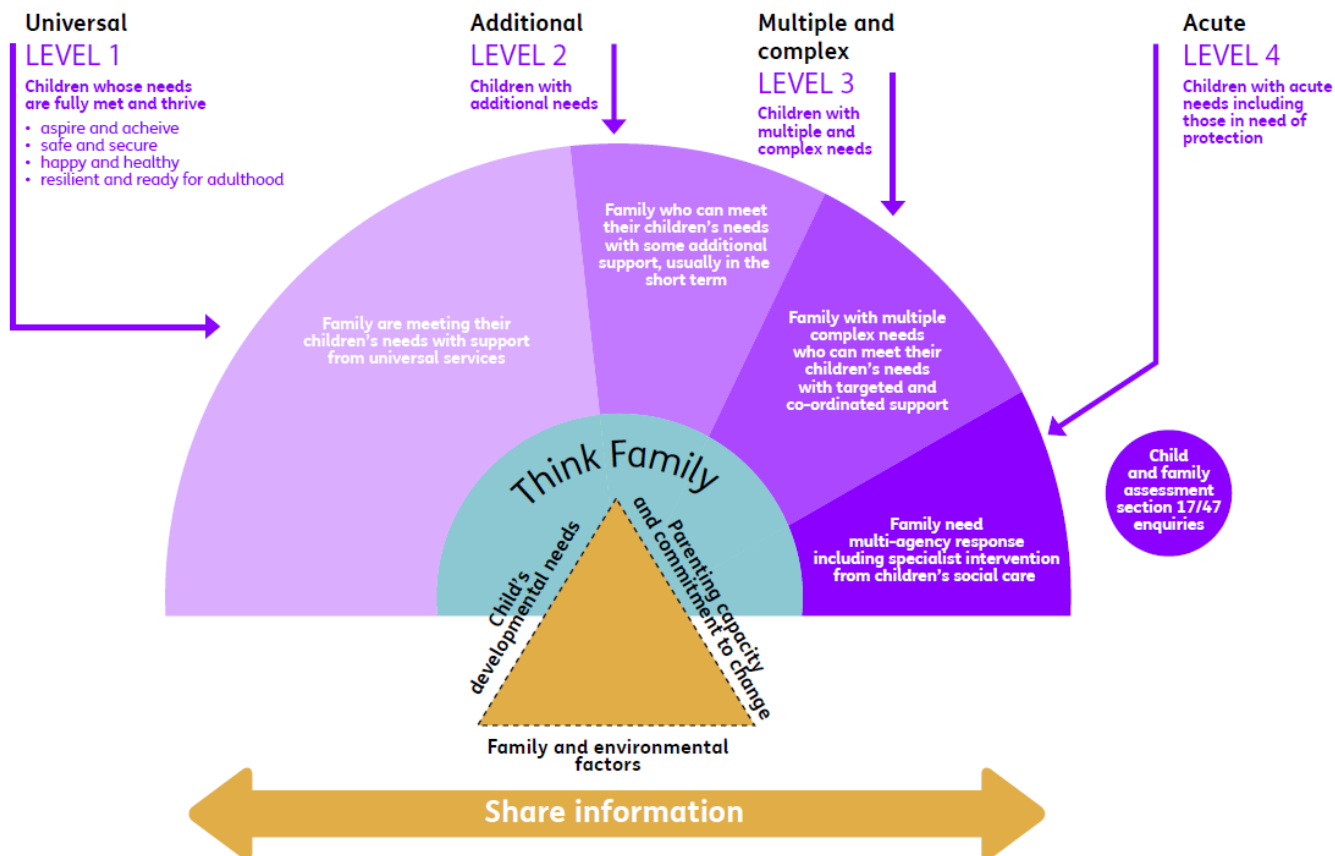 Universal
LEVEL 1
Children whose needs
are fully met and thrive
• aspire and acheive
• safe and secure
• happy and healthy
• resilient and ready for adulthood
Additional
LEVEL 2
Children with
additional needs
Multiple and
complex
LEVEL 3
Children with
multiple and
complex needs
Acute
LEVEL 4
Children with acute
needs including
those in need of
protection
Family are meeting their
children's needs with support
from universal services
Family who can meet
their children's needs
with some additional
support, usually in the
short term
Family with multiple
complex needs
who can meet their
children's needs
with targeted and
co-ordinated support
Family need
multi-agency response
including specialist intervention
from children's social care
Child
and family
assessment
section 17/47
enquiries
Think Family
Child's
developmental needs
Parenting capacity
and commitment to change
Family and environmental
factors
Share information